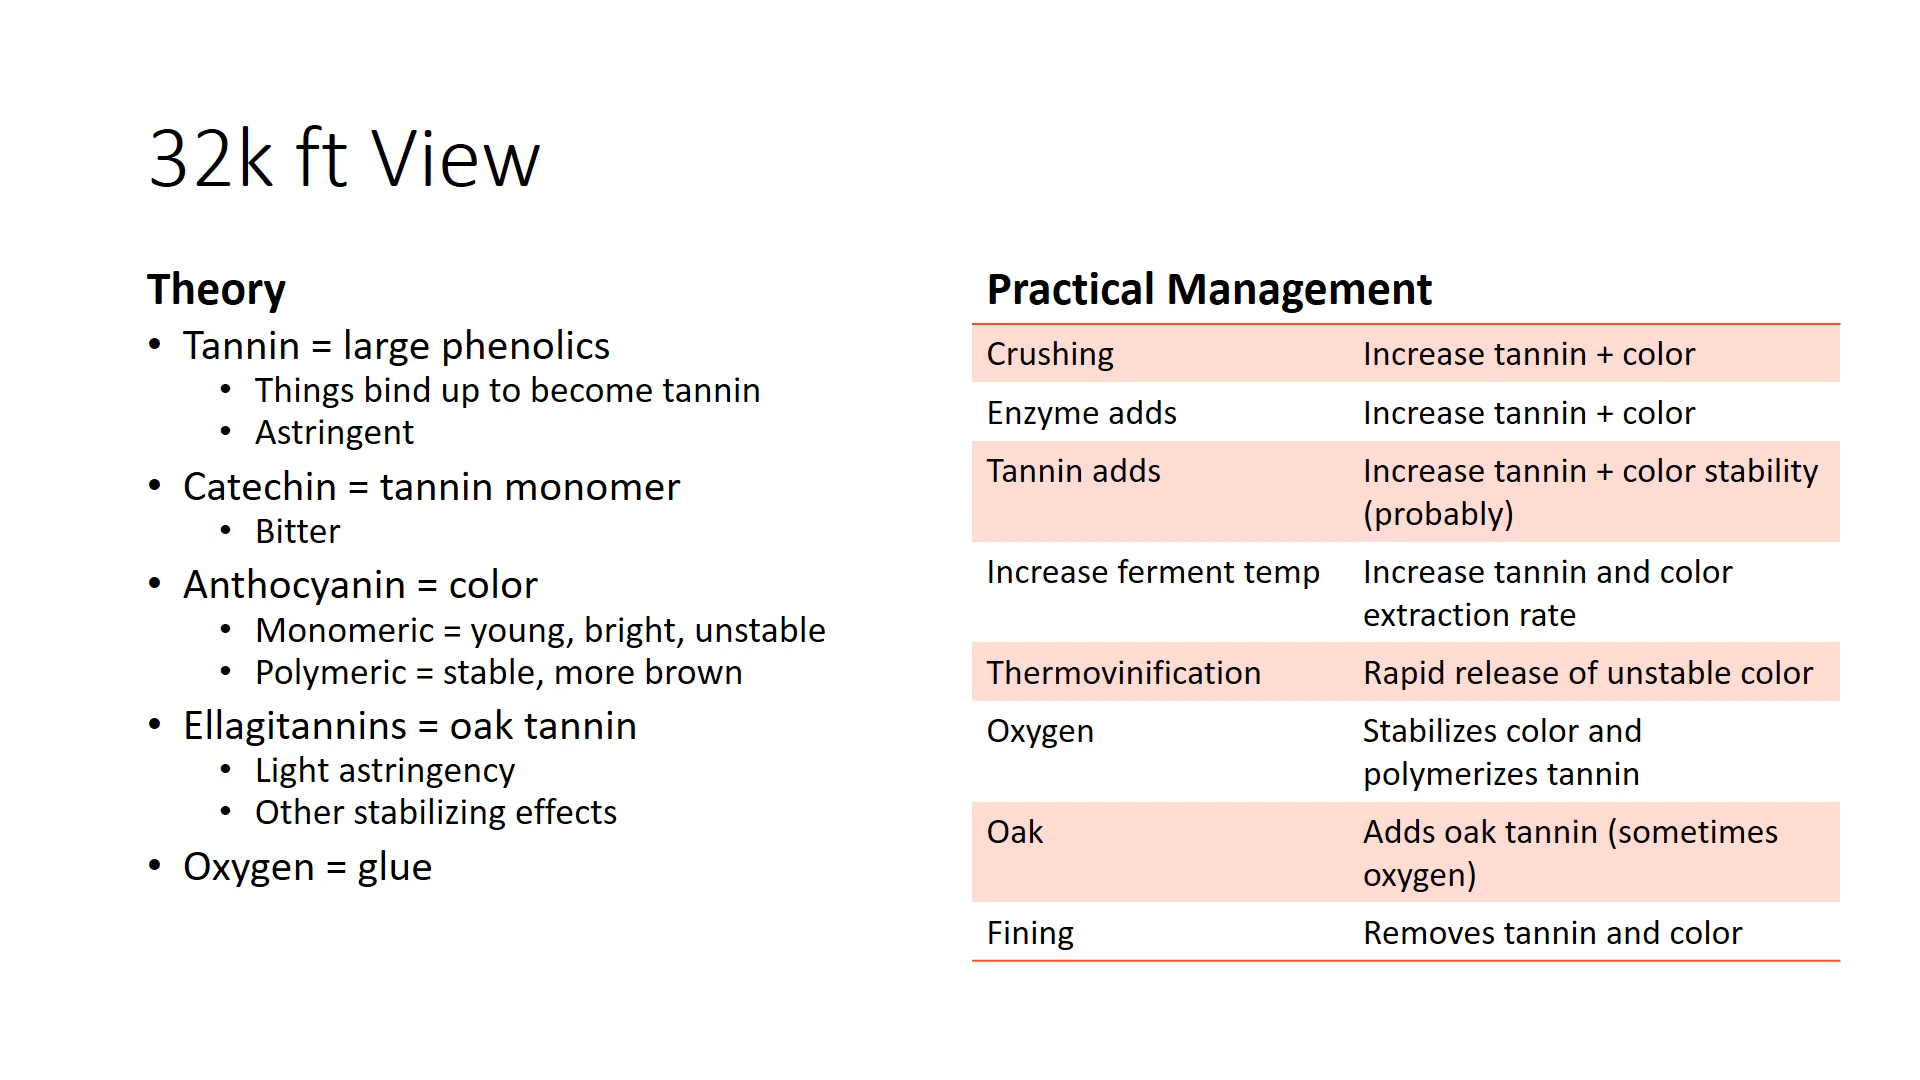 32k ft View
Theory
• Tannin = large phenolics
• Things bind up to become tannin
• Astringent
• Catechin = tannin monomer
• Bitter
• Anthocyanin = color
• Monomeric = young, bright, unstable
• Polymeric = stable, more brown
• Ellagitannins = oak tannin
• Light astringency
• Other stabilizing effects
• Oxygen = glue
Practical Management
Crushing Increase tannin + color
Enzyme adds Increase tannin + color
Tannin adds Increase tannin + color stability
(probably)
Increase ferment temp Increase tannin and color
extraction rate
Thermovinification Rapid release of unstable color
Oxygen Stabilizes color and
polymerizes tannin
Oak Adds oak tannin (sometimes
oxygen)
Fining Removes tannin and color